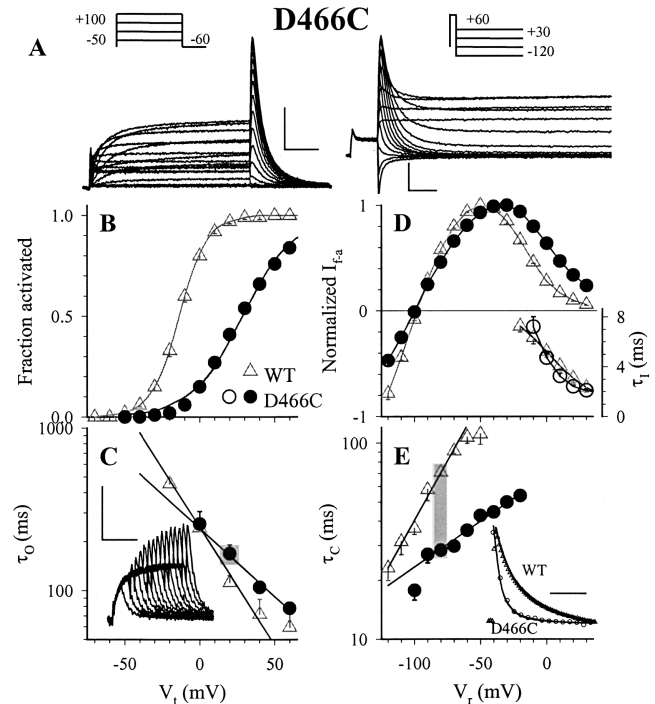 D466C
A
+100
-50
-60
+60
+30
-120
B
Fraction activated
1.0
0.5
0.0
WT
D466C
D
Normalized I_f-a
1
0
-1
8
6
4
2
0
τ_I (ms)
C
τ_O (ms)
1000
100
-50
0
50
V_t (mV)
E
τ_C (ms)
100
10
WT
D466C
-100
-50
0
V_r (mV)